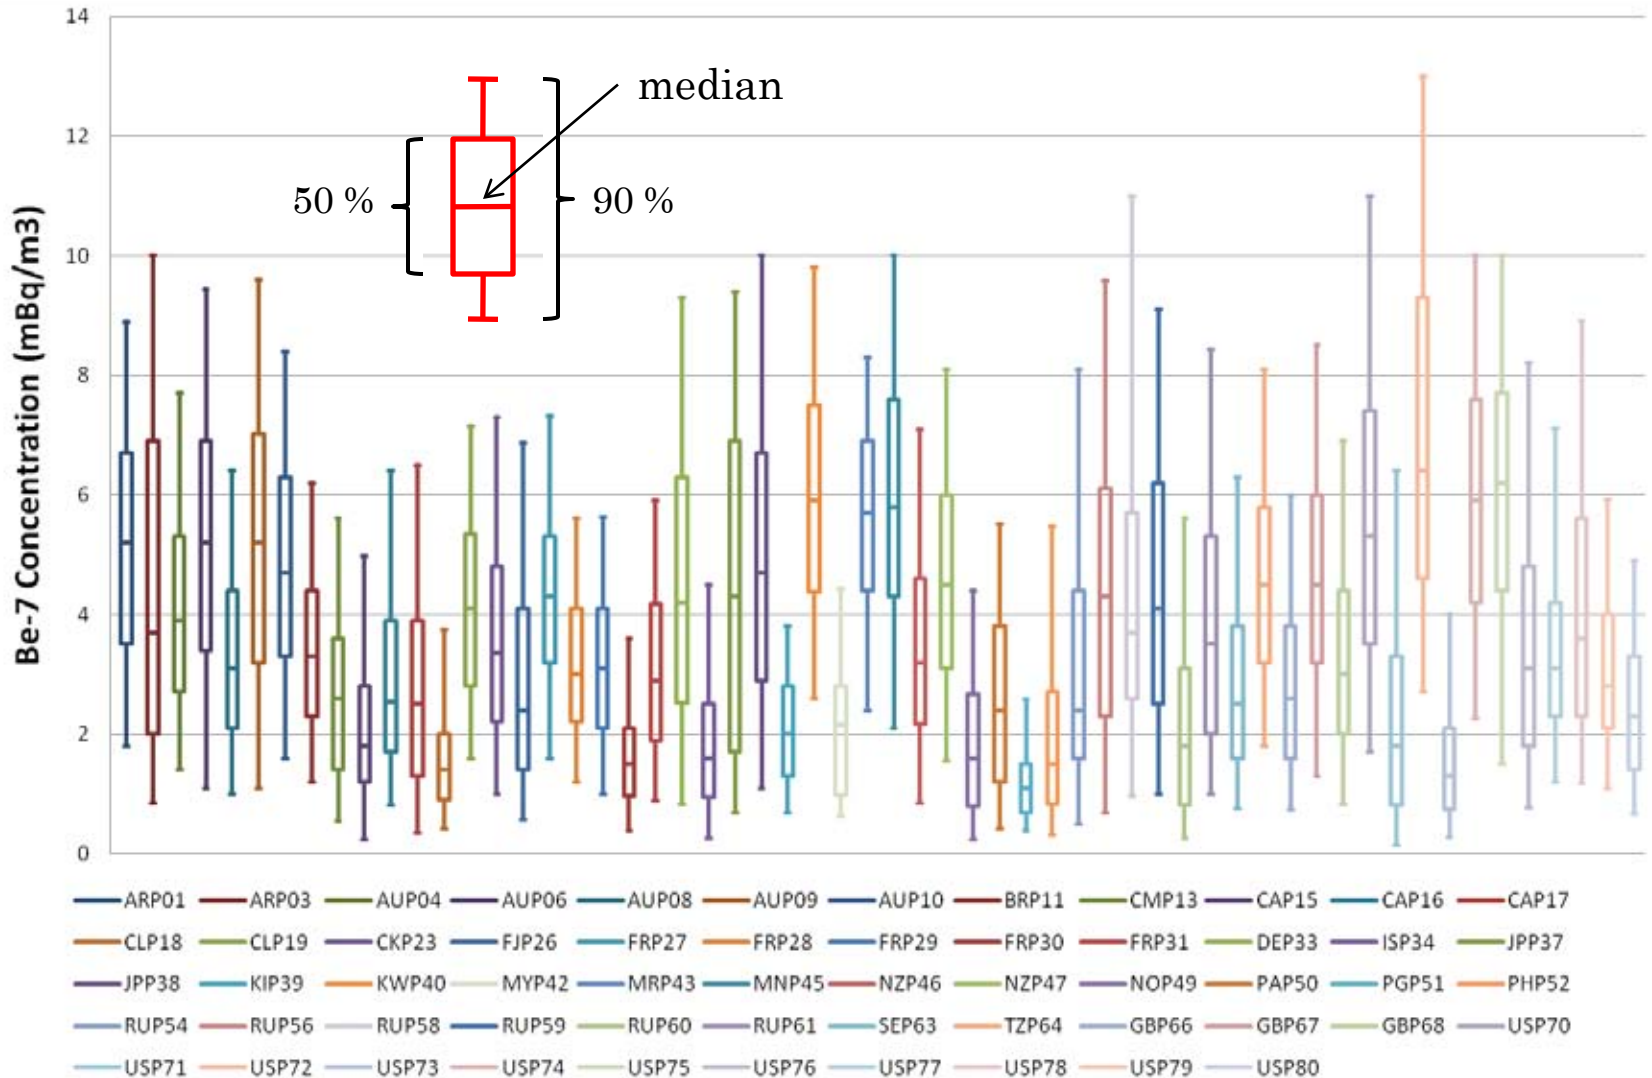 14
12
10
8
6
4
2
0
Be-7 Concentration (mBq/m3)
median
50 %
90 %
ARP01 ARP03 AUP04 AUP06 AUP08 AUP09 AUP10 BRP11 CMP13 CAP15 CAP16 CAP17
CLP18 CLP19 CKP23 FJP26 FRP27 FRP28 FRP29 FRP30 FRP31 DEP33 ISP34 JPP37
JPP38 KIP39 KWP40 MYP42 MRP43 MNP45 NZP46 NZP47 NOP49 PAP50 PGP51 PHP52
RUP54 RUP56 RUP58 RUP59 RUP60 RUP61 SEP63 TZP64 GBP66 GBP67 GBP68 USP70
USP71 USP72 USP73 USP74 USP75 USP76 USP77 USP78 USP79 USP80